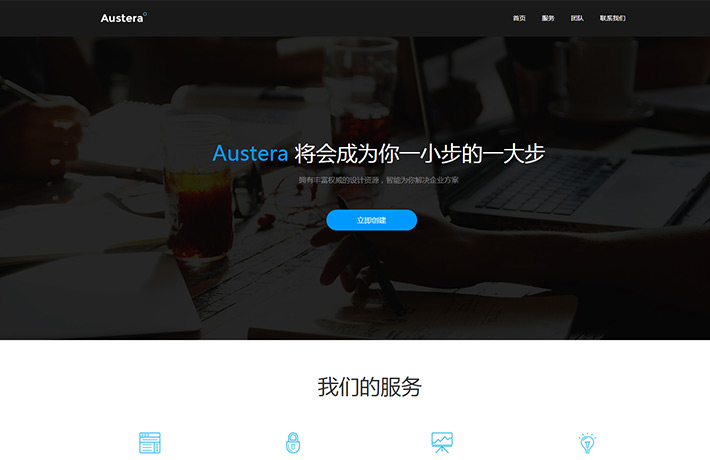 Austera
首页 服务 团队 联系我们
Austera 将会成为你一小步的一大步
拥有丰富权威的设计资源，智能为你解决企业方案
立即创建
我们的服务